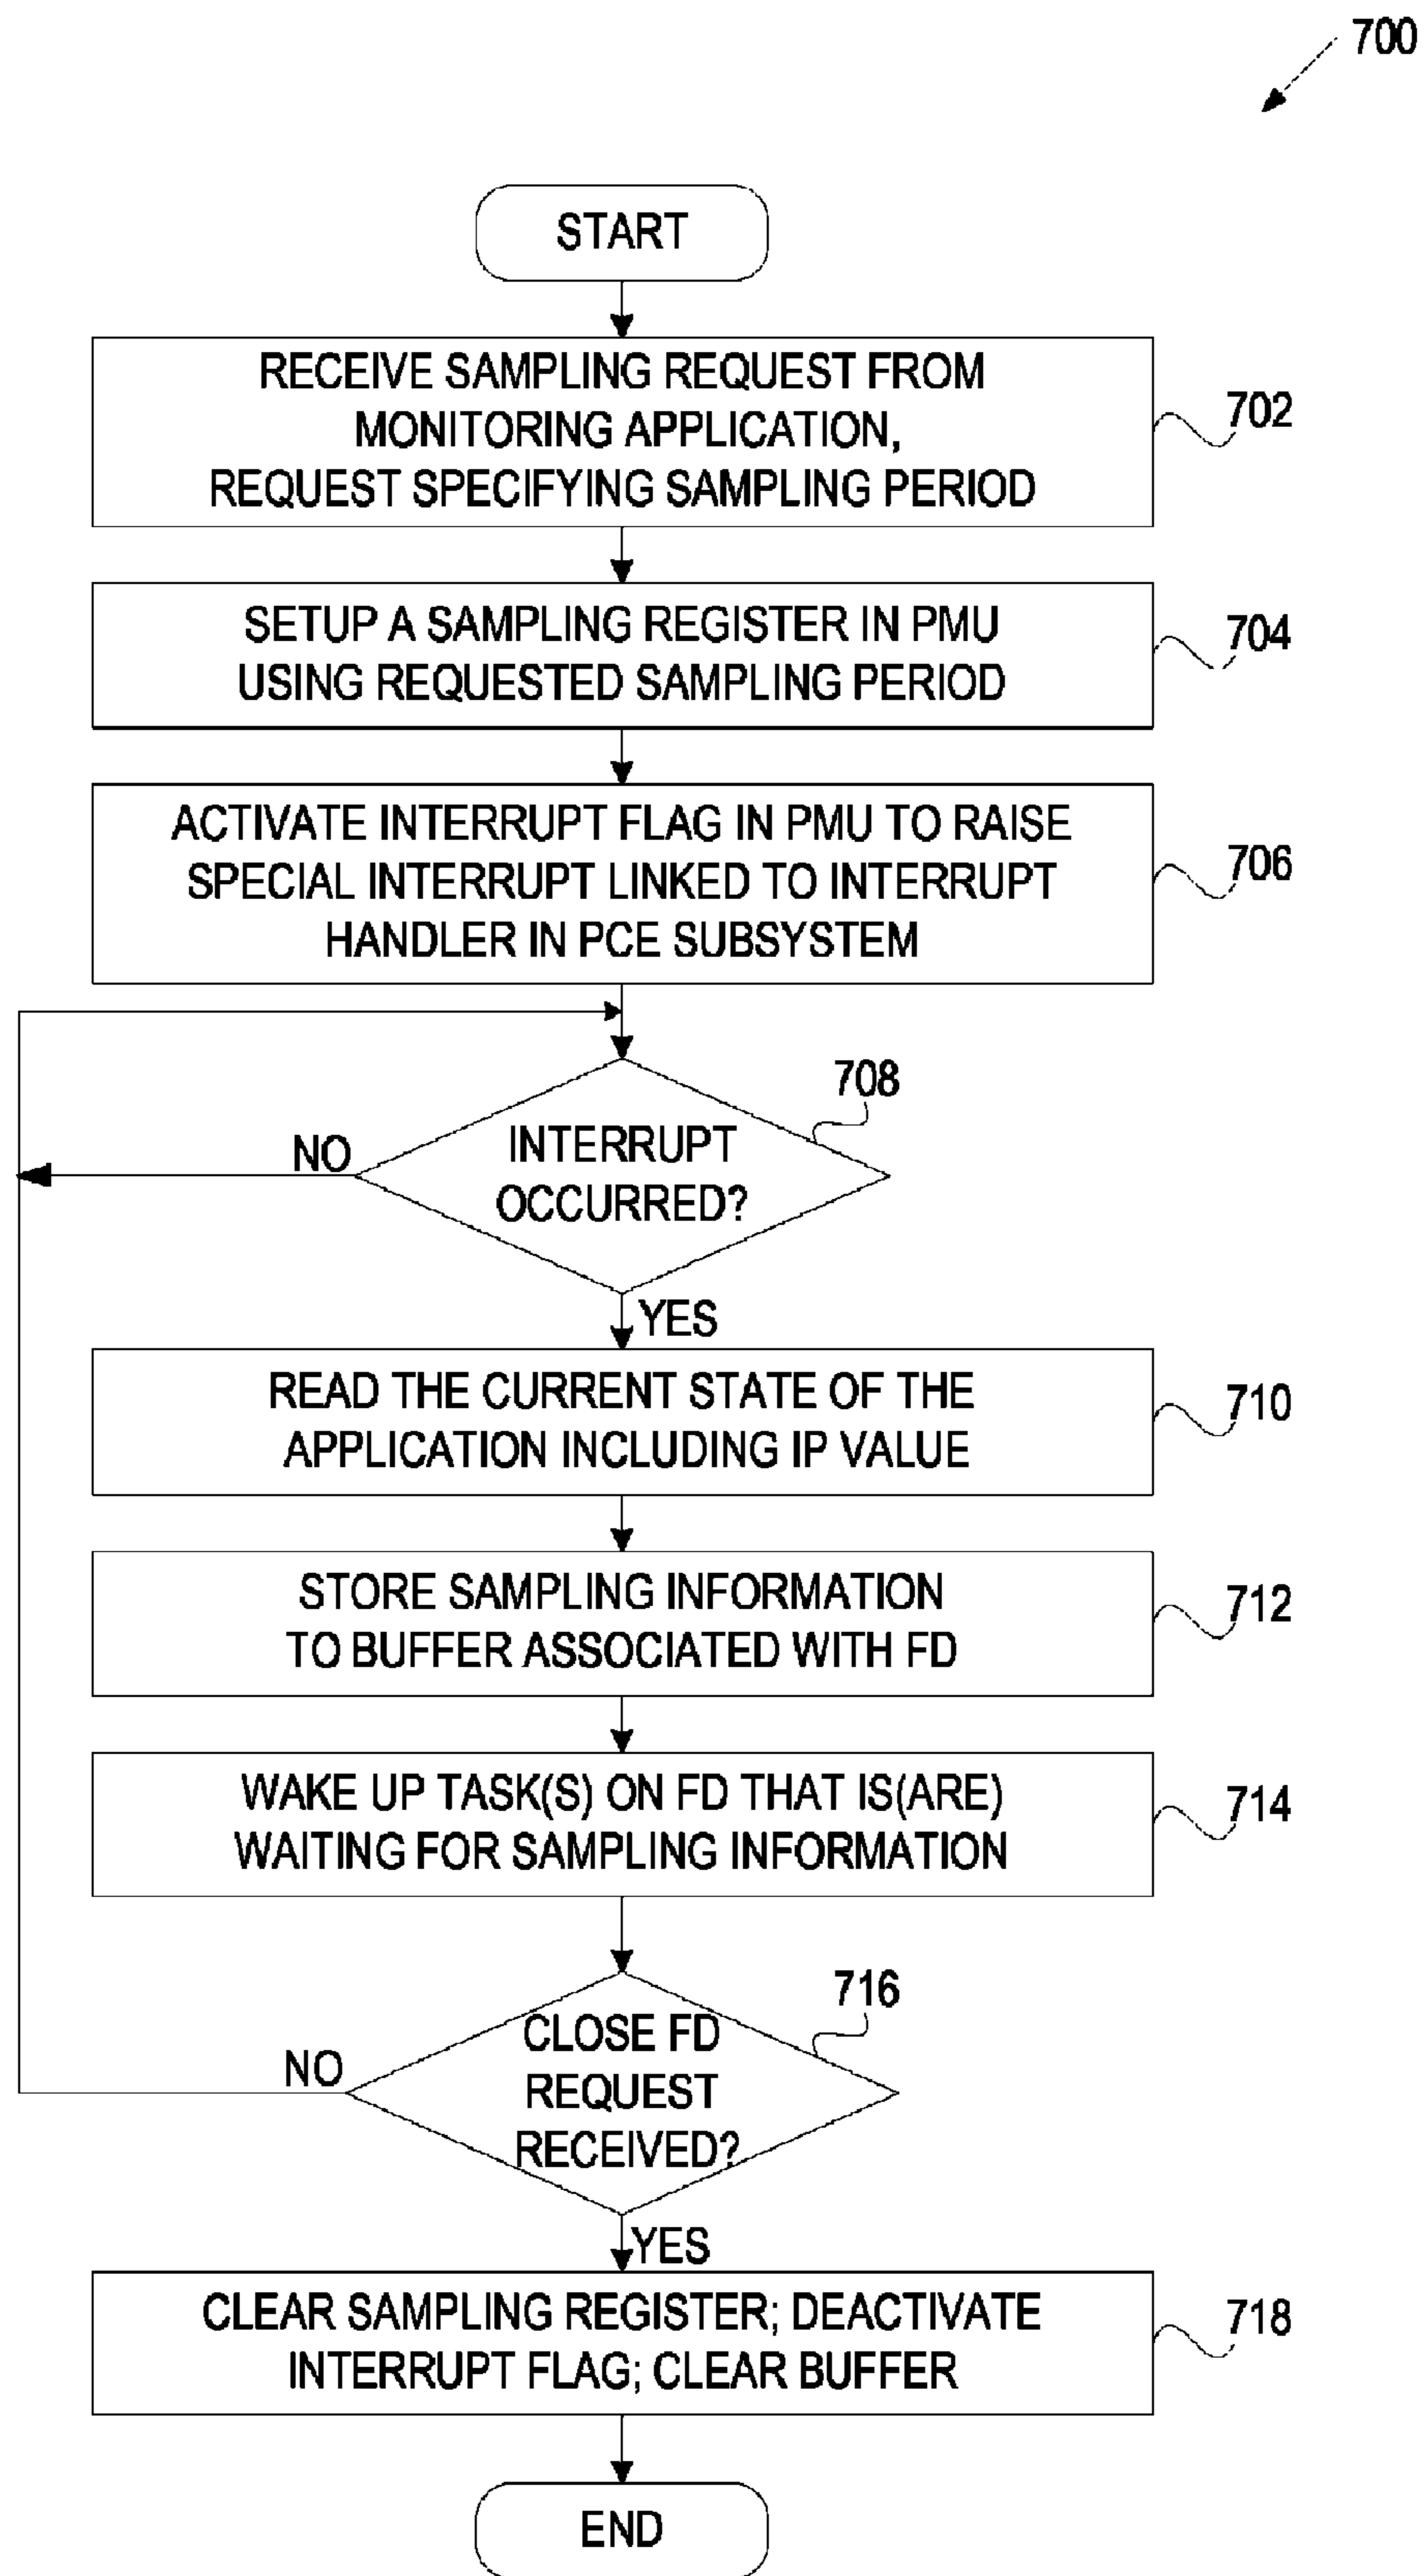 700
START
RECEIVE SAMPLING REQUEST FROM
MONITORING APPLICATION,
REQUEST SPECIFYING SAMPLING PERIOD
702
SETUP A SAMPLING REGISTER IN PMU
USING REQUESTED SAMPLING PERIOD
704
ACTIVATE INTERRUPT FLAG IN PMU TO RAISE
SPECIAL INTERRUPT LINKED TO INTERRUPT
HANDLER IN PCE SUBSYSTEM
706
708
NO
INTERRUPT
OCCURRED?
YES
READ THE CURRENT STATE OF THE
APPLICATION INCLUDING IP VALUE
710
STORE SAMPLING INFORMATION
TO BUFFER ASSOCIATED WITH FD
712
WAKE UP TASK(S) ON FD THAT IS(ARE)
WAITING FOR SAMPLING INFORMATION
714
716
NO
CLOSE FD
REQUEST
RECEIVED?
YES
CLEAR SAMPLING REGISTER; DEACTIVATE
INTERRUPT FLAG; CLEAR BUFFER
718
END